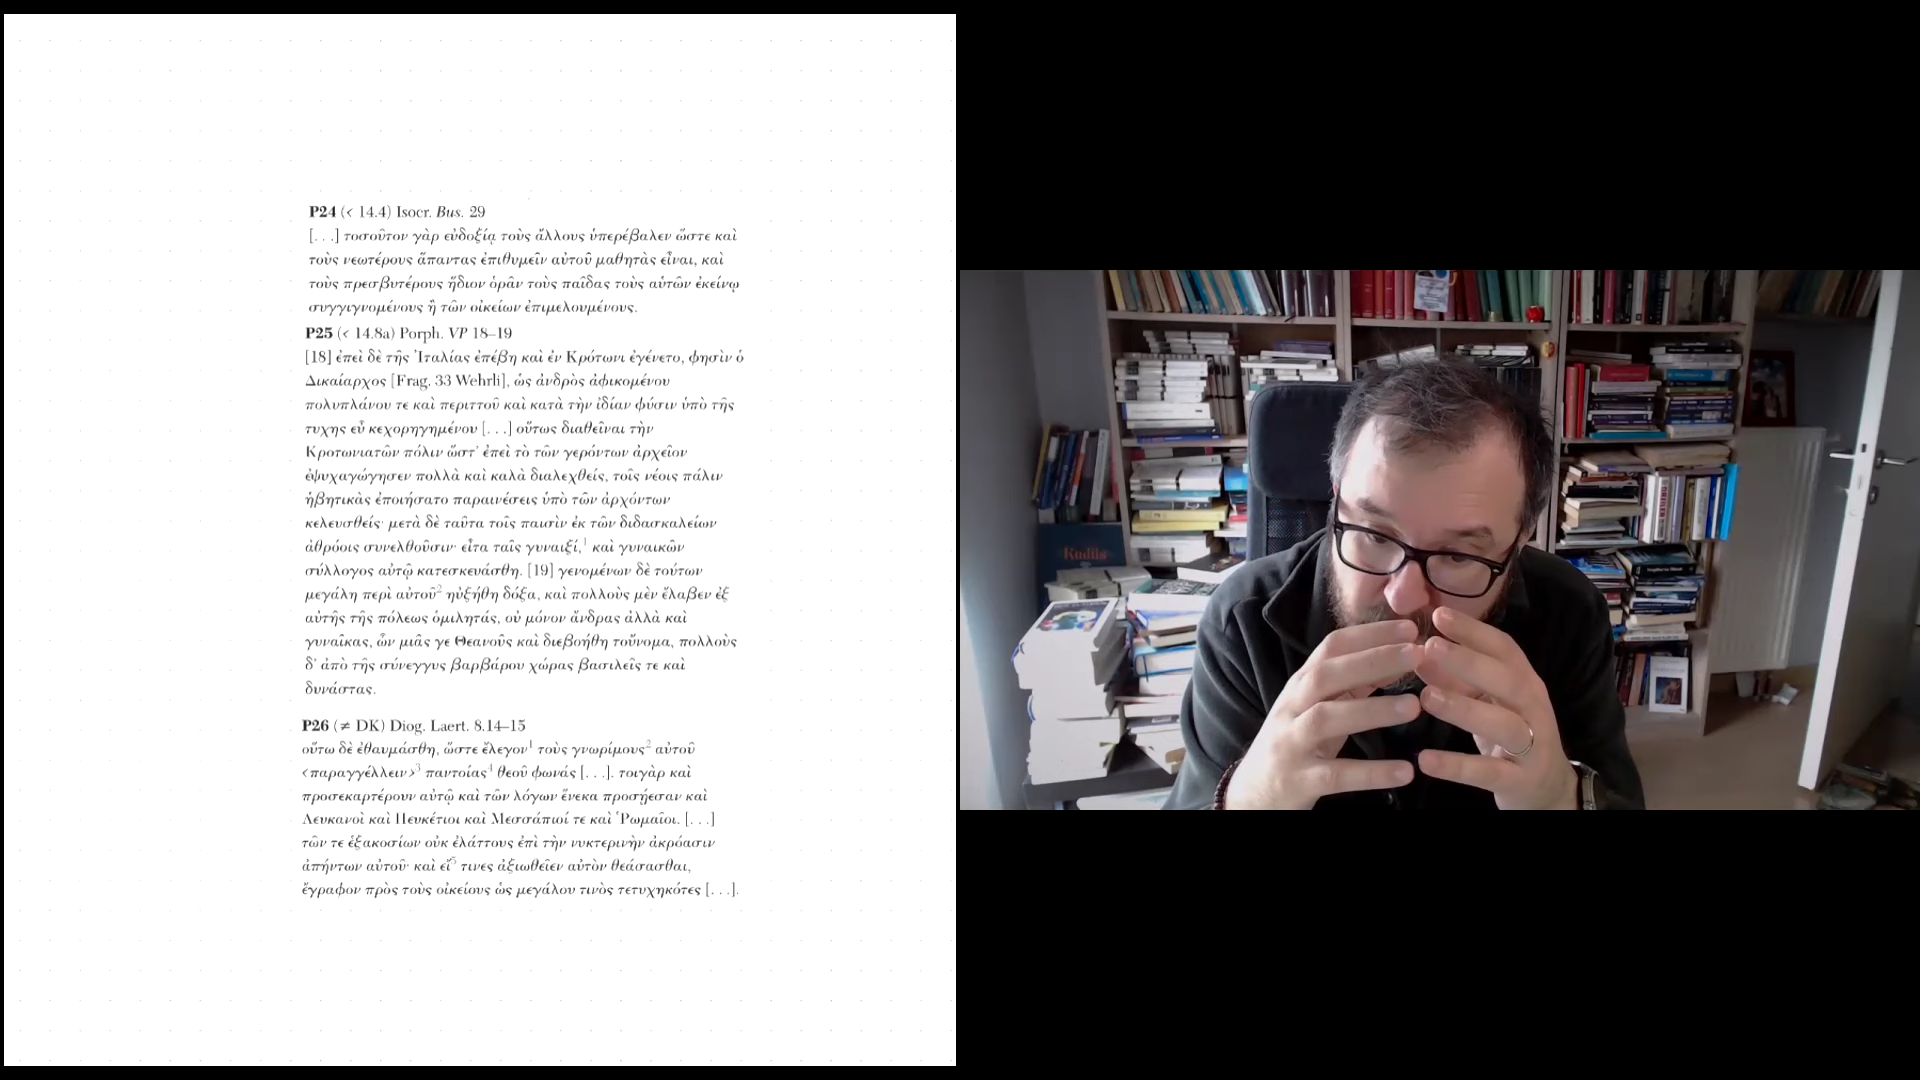 P24 (< 14.4) Isocr. Bus. 29
[. . .] τοσοῦτον γὰρ εὐδοξίᾳ τοὺς ἄλλους ὑπερέβαλεν ὥστε καὶ
τοὺς νεωτέρους ἅπαντας ἐπιθυμεῖν αὐτοῦ μαθητὰς εἶναι, καὶ
τοὺς πρεσβυτέρους ἥδιον ὁρᾶν τοὺς παῖδας τοὺς αὑτῶν ἐκείνῳ
συγγιγνομένους ἢ τῶν οἰκείων ἐπιμελουμένους.
P25 (< 14.8a) Porph. VP 18–19
[18] ἐπεὶ δὲ τῆς Ἰταλίας ἐπέβη καὶ ἐν Κρότωνι ἐγένετο, φησὶν ὁ
Δικαίαρχος [Frag. 33 Wehrli], ὡς ἀνδρὸς ἀφικομένου
πολυπλάνου τε καὶ περιττοῦ καὶ κατὰ τὴν ἰδίαν φύσιν ὑπὸ τῆς
τυχης εὖ κεχορηγημένου [. . .] οὕτως διαθεῖναι τὴν
Κροτωνιατῶν πόλιν ὥστ’ ἐπεὶ τὸ τῶν γερόντων ἀρχεῖον
ἐψυχαγώγησεν πολλὰ καὶ καλὰ διαλεχθείς, τοῖς νέοις πάλιν
ἡβητικὰς ἐποιήσατο παραινέσεις ὑπὸ τῶν ἀρχόντων
κελευσθείς· μετὰ δὲ ταῦτα τοῖς παισὶν ἐκ τῶν διδασκαλείων
ἀθρόοις συνελθοῦσιν· εἶτα ταῖς γυναιξί,¹ καὶ γυναικῶν
σύλλογος αὐτῷ κατεσκευάσθη. [19] γενομένων δὲ τούτων
μεγάλη περὶ αὐτοῦ² ηὐξήθη δόξα, καὶ πολλοὺς μὲν ἔλαβεν ἐξ
αὐτῆς τῆς πόλεως ὁμιλητάς, οὐ μόνον ἄνδρας ἀλλὰ καὶ
γυναῖκας, ὧν μιᾶς γε Θεανοῦς καὶ διεβοήθη τοὔνομα, πολλοὺς
δ’ ἀπὸ τῆς σύνεγγυς βαρβάρου χώρας βασιλεῖς τε καὶ
δυνάστας.
P26 (≠ DK) Diog. Laert. 8.14–15
οὕτω δὲ ἐθαυμάσθη, ὥστε ἔλεγον¹ τοὺς γνωρίμους² αὐτοῦ
<παραγγέλλειν>³ παντοίας⁴ θεοῦ φωνάς [. . .]. τοιγὰρ καὶ
προσεκαρτέρουν αὐτῷ καὶ τῶν λόγων ἕνεκα προσῄεσαν καὶ
Λευκανοὶ καὶ Πευκέτιοι καὶ Μεσσάπιοί τε καὶ Ῥωμαῖοι. [. . .]
τῶν τε ἑξακοσίων οὐκ ἐλάττους ἐπὶ τὴν νυκτερινὴν ἀκρόασιν
ἀπήντων αὐτοῦ· καὶ εἴ⁵ τινες ἀξιωθεῖεν αὐτὸν θεάσασθαι,
ἔγραφον πρὸς τοὺς οἰκείους ὡς μεγάλου τινὸς τετυχηκότες [. . .].
Kudüs